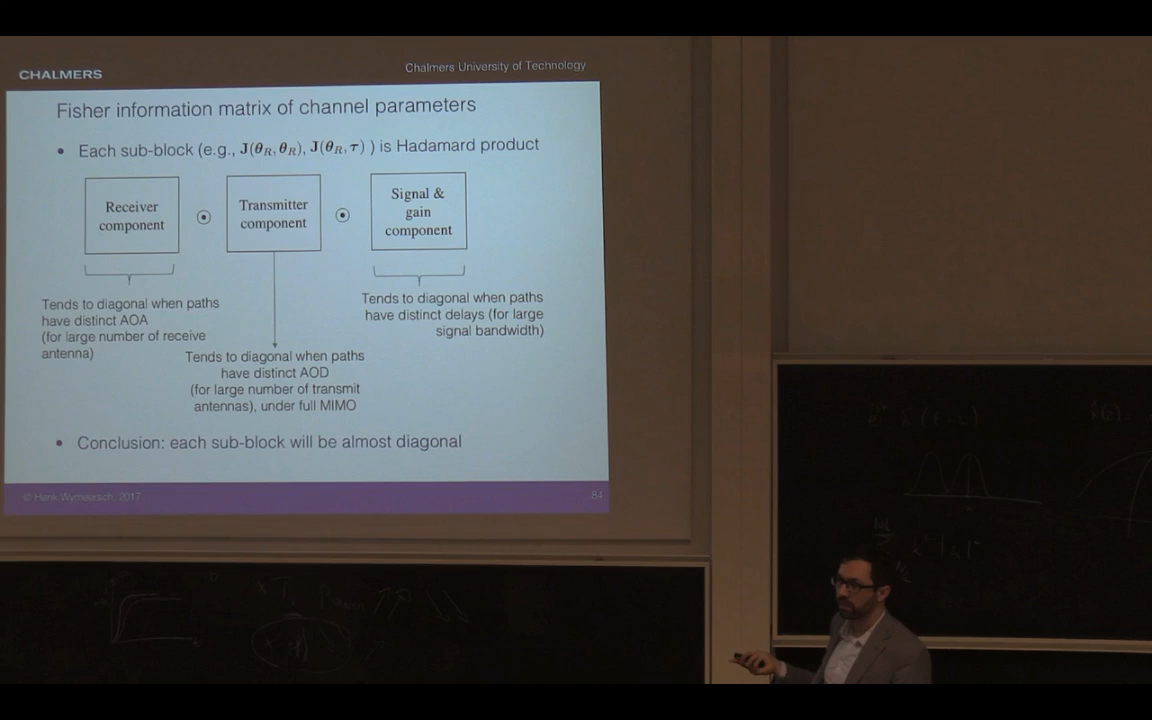 CHALMERS
Chalmers University of Technology
Fisher information matrix of channel parameters
• Each sub-block (e.g., J(θ_R, θ_R), J(θ_R, τ) ) is Hadamard product
Receiver
component
⊙
Transmitter
component
⊙
Signal &
gain
component
Tends to diagonal when paths
have distinct AOA
(for large number of receive
antenna)
Tends to diagonal when paths
have distinct AOD
(for large number of transmit
antennas), under full MIMO
Tends to diagonal when paths
have distinct delays (for large
signal bandwidth)
• Conclusion: each sub-block will be almost diagonal
© Henk Wymeersch, 2017
84